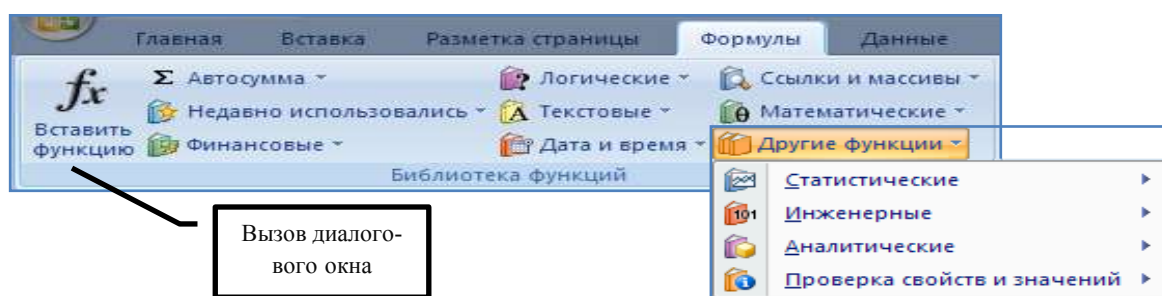 Главная Вставка Разметка страницы Формулы Данные
fx Вставить функцию
Σ Автосумма
Недавно использовались
Финансовые
Логические
Текстовые
Дата и время
Ссылки и массивы
Математические
Другие функции
Библиотека функций
Статистические
101 Инженерные
Аналитические
Проверка свойств и значений
Вызов диалого-
вого окна